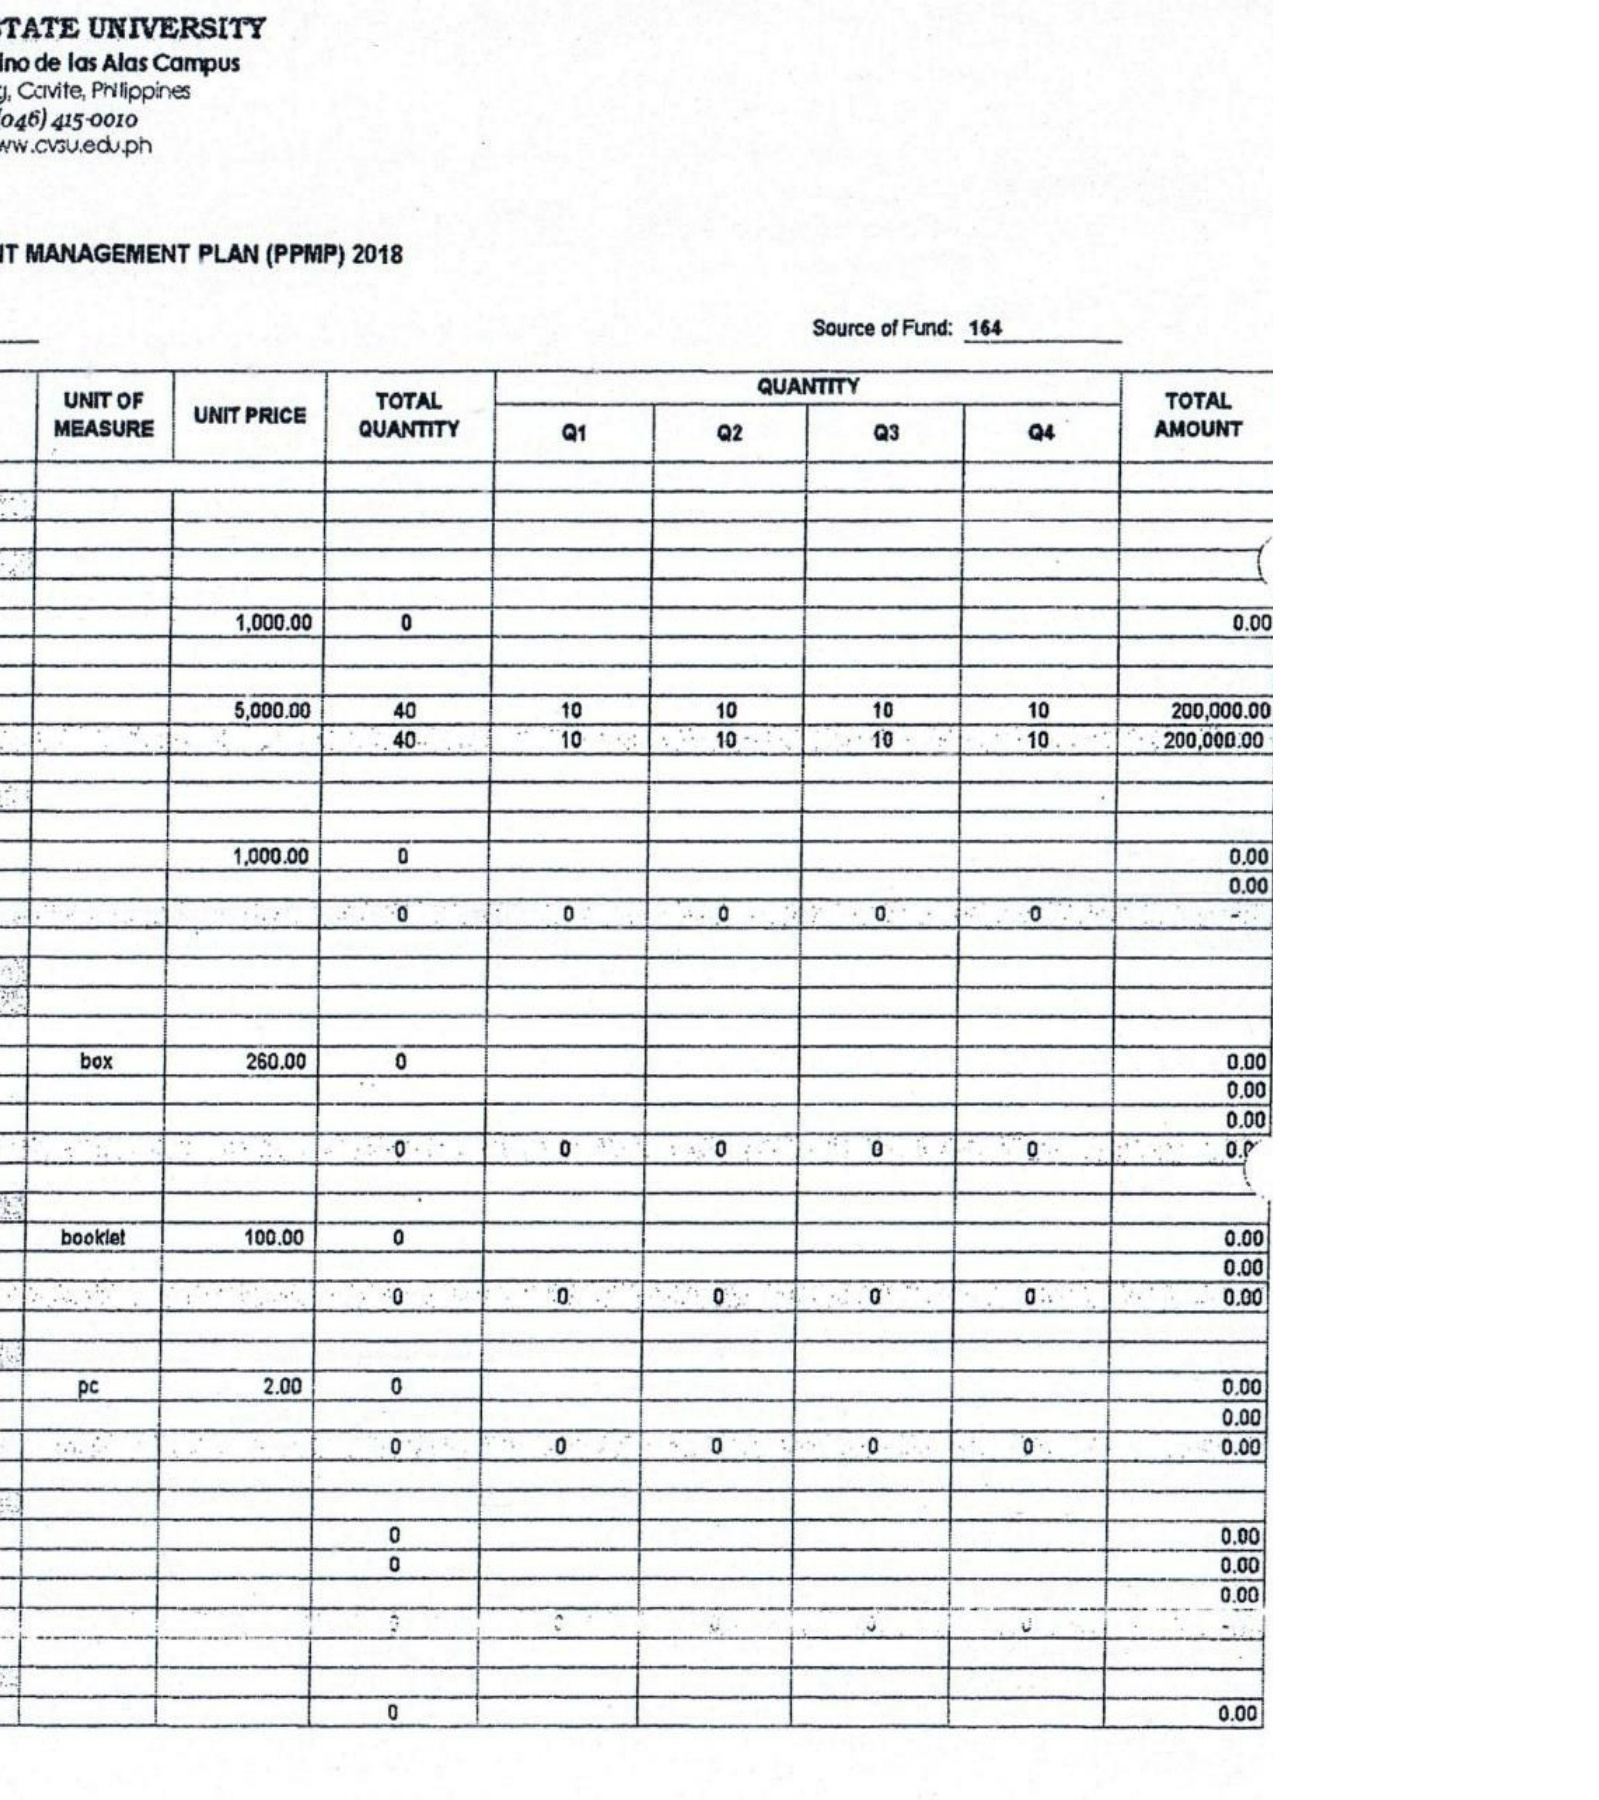 STATE UNIVERSITY
ino de las Alas Campus
g, Cavite, Philippines
(046) 415-0010
ww.cvsu.edu.ph
IT MANAGEMENT PLAN (PPMP) 2018
Source of Fund: 164
UNIT OF MEASURE UNIT PRICE TOTAL QUANTITY QUANTITY TOTAL AMOUNT
Q1 Q2 Q3 Q4
1,000.00 0 0.00
5,000.00 40 10 10 10 10 200,000.00
40 10 10 10 10 200,000.00
1,000.00 0 0.00
0.00
0 0 0 0 0 -
box 260.00 0 0.00
0.00
0.00
0 0 0 0 0
booklet 100.00 0 0.00
0.00
0 0 0 0 0 0.00
pc 2.00 0 0.00
0.00
0 0 0 0 0 0.00
0 0.00
0 0.00
0.00
0 0.00